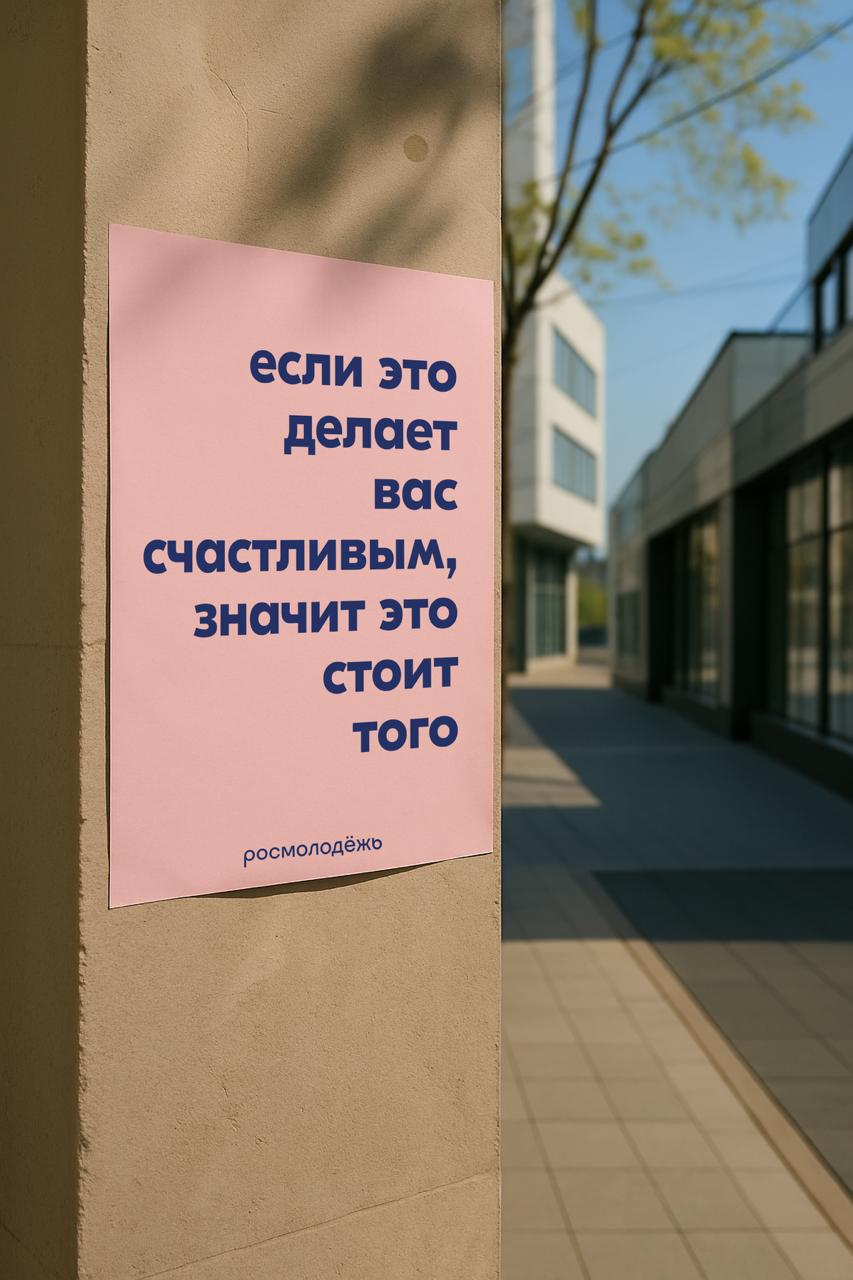 если это
делает
вас
счастливым,
значит это
стоит
того
росмолодёжь